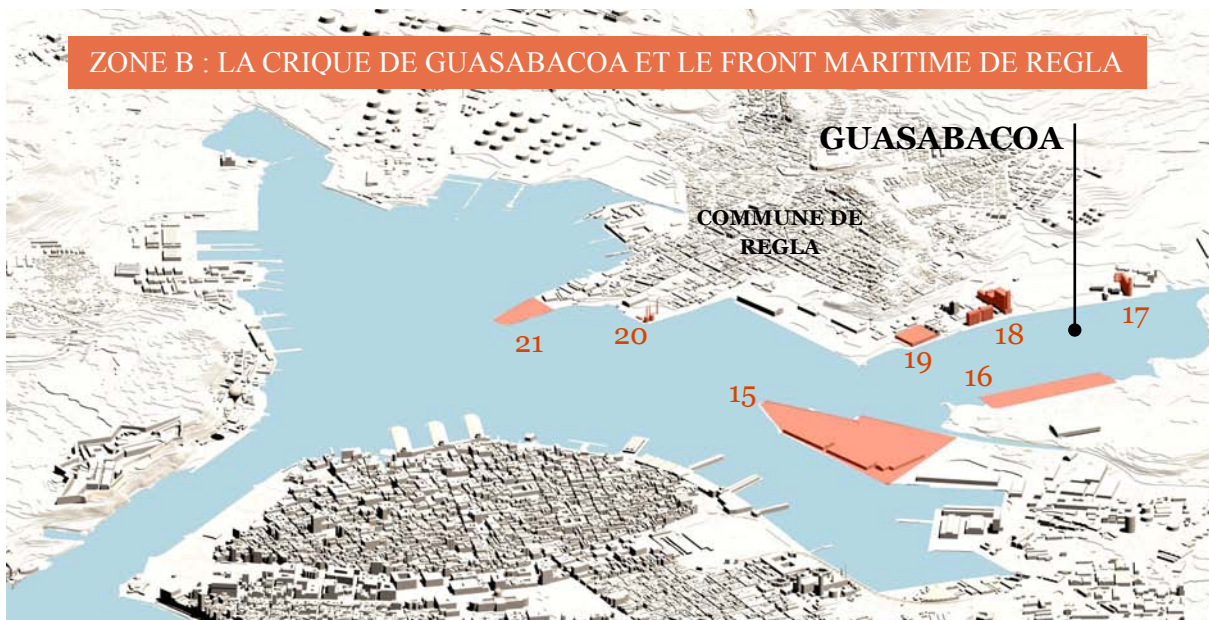 ZONE B : LA CRIQUE DE GUASABACOA ET LE FRONT MARITIME DE REGLA
GUASABACOA
COMMUNE DE
REGLA
17
18
19
20
21
16
15